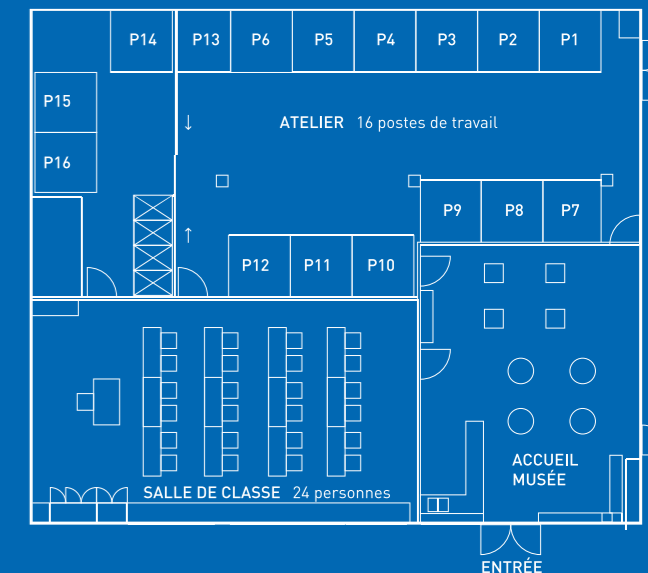 P14 P13 P6 P5 P4 P3 P2 P1
P15
ATELIER 16 postes de travail
P16
P9 P8 P7
P12 P11 P10
ACCUEIL
MUSÉE
SALLE DE CLASSE 24 personnes
ENTRÉE